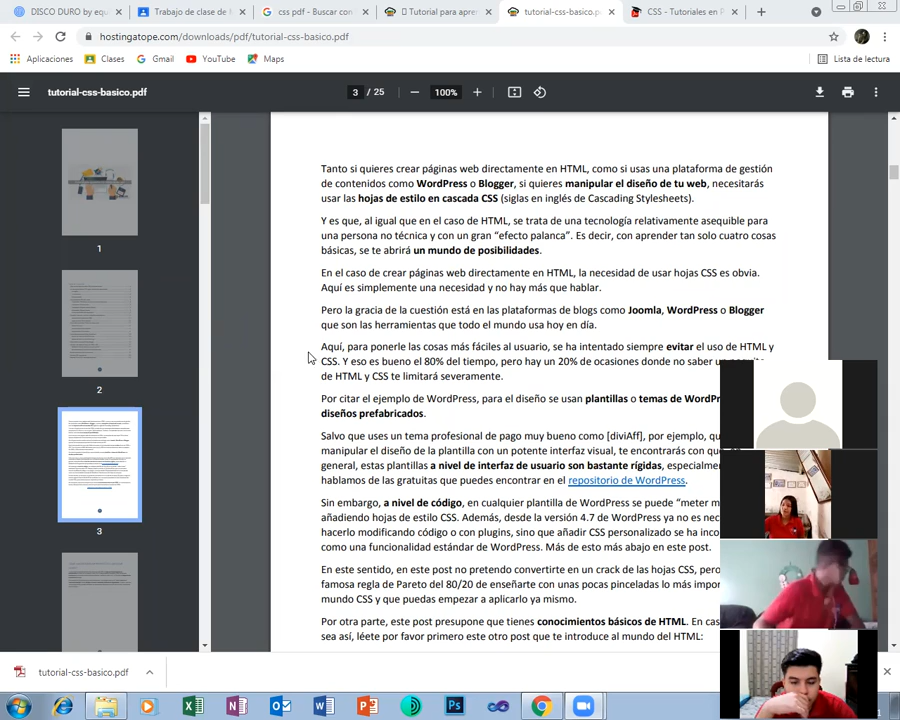 DISCO DURO BY equ
Trabajo de clase de t
css pdf - Buscar con
Tutorial para apren
tutorial-css-basico.p
CSS - Tutoriales en P
hostingatope.com/downloads/pdf/tutorial-css-basico.pdf
Aplicaciones
Clases
Gmail
YouTube
Maps
Lista de lectura
tutorial-css-basico.pdf
3 / 25
100%
1
2
3
Tanto si quieres crear páginas web directamente en HTML, como si usas una plataforma de gestión
de contenidos como WordPress o Blogger, si quieres manipular el diseño de tu web, necesitarás
usar las hojas de estilo en cascada CSS (siglas en inglés de Cascading Stylesheets).
Y es que, al igual que en el caso de HTML, se trata de una tecnología relativamente asequible para
una persona no técnica y con un gran “efecto palanca”. Es decir, con aprender tan solo cuatro cosas
básicas, se te abrirá un mundo de posibilidades.
En el caso de crear páginas web directamente en HTML, la necesidad de usar hojas CSS es obvia.
Aquí es simplemente una necesidad y no hay más que hablar.
Pero la gracia de la cuestión está en las plataformas de blogs como Joomla, WordPress o Blogger
que son las herramientas que todo el mundo usa hoy en día.
Aquí, para ponerle las cosas más fáciles al usuario, se ha intentado siempre evitar el uso de HTML y
CSS. Y eso es bueno el 80% del tiempo, pero hay un 20% de ocasiones donde no saber un
de HTML y CSS te limitará severamente.
Por citar el ejemplo de WordPress, para el diseño se usan plantillas o temas de WordPr
diseños prefabricados.
Salvo que uses un tema profesional de pago muy bueno como [diviAff], por ejemplo, qu
manipular el diseño de la plantilla con un potente interfaz visual, te encontrarás con qu
general, estas plantillas a nivel de interfaz de usuario son bastante rígidas, especialmen
hablamos de las gratuitas que puedes encontrar en el repositorio de WordPress.
Sin embargo, a nivel de código, en cualquier plantilla de WordPress se puede “meter m
añadiendo hojas de estilo CSS. Además, desde la versión 4.7 de WordPress ya no es nec
hacerlo modificando código o con plugins, sino que añadir CSS personalizado se ha inco
como una funcionalidad estándar de WordPress. Más de esto más abajo en este post.
En este sentido, en este post no pretendo convertirte en un crack de las hojas CSS, pero
famosa regla de Pareto del 80/20 de enseñarte con unas pocas pinceladas lo más impor
mundo CSS y que puedas empezar a aplicarlo ya mismo.
Por otra parte, este post presupone que tienes conocimientos básicos de HTML. En cas
sea así, léete por favor primero este otro post que te introduce al mundo del HTML:
tutorial-css-basico.pdf